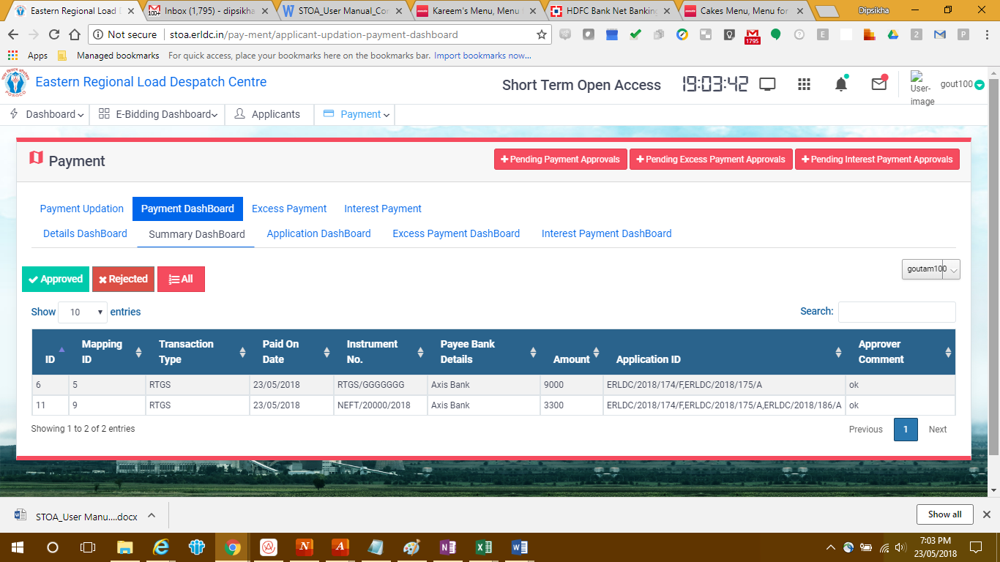 Eastern Regional Load
Inbox (1,795) - dipsikha
STOA_User Manual_Con
Kareem's Menu, Menu f
HDFC Bank Net Banking
Cakes Menu, Menu for
Dipsikha
Not secure | stoa.erldc.in/pay-ment/applicant-updation-payment-dashboard
1795
E
2
P
Apps Managed bookmarks For quick access, place your bookmarks here on the bookmarks bar. Import bookmarks now...
Eastern Regional Load Despatch Centre
Short Term Open Access
19:03:42
User-image
gout100
Dashboard
E-Bidding Dashboard
Applicants
Payment
Payment
Pending Payment Approvals
Pending Excess Payment Approvals
Pending Interest Payment Approvals
Payment Updation Payment DashBoard Excess Payment Interest Payment
Details DashBoard Summary DashBoard Application DashBoard Excess Payment DashBoard Interest Payment DashBoard
goutam100
Approved Rejected All
Show 10 entries
Search:
ID Mapping ID Transaction Type Paid On Date Instrument No. Payee Bank Details Amount Application ID Approver Comment
6 5 RTGS 23/05/2018 RTGS/GGGGGGG Axis Bank 9000 ERLDC/2018/174/F,ERLDC/2018/175/A ok
11 9 RTGS 23/05/2018 NEFT/20000/2018 Axis Bank 3300 ERLDC/2018/174/F,ERLDC/2018/175/A,ERLDC/2018/186/A ok
Showing 1 to 2 of 2 entries
Previous 1 Next
STOA_User Manu....docx
Show all
7:03 PM
23/05/2018